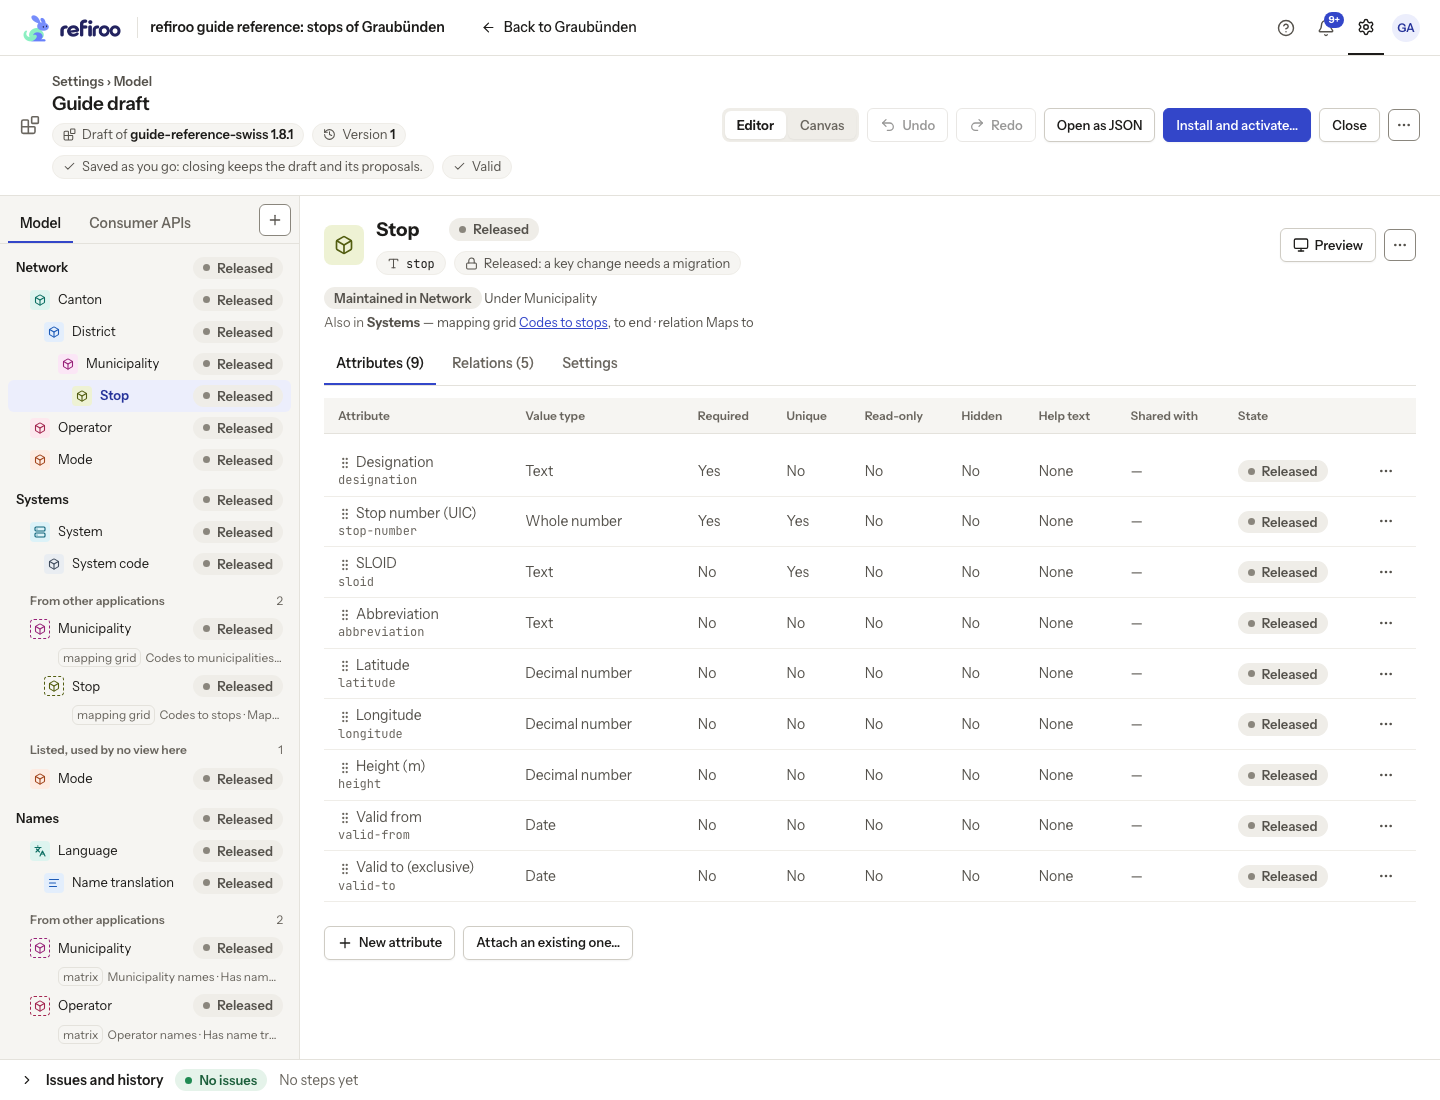 refiroo
refiroo guide reference: stops of Graubünden
Back to Graubünden
9+
GA
Settings › Model
Guide draft
Draft of guide-reference-swiss 1.8.1
Version 1
Saved as you go: closing keeps the draft and its proposals.
Valid
Editor
Canvas
Undo
Redo
Open as JSON
Install and activate...
Close
Model
Consumer APIs
Network Released
Canton Released
District Released
Municipality Released
Stop Released
Operator Released
Mode Released
Systems Released
System Released
System code Released
From other applications 2
Municipality Released
mapping grid Codes to municipalities...
Stop Released
mapping grid Codes to stops · Map...
Listed, used by no view here 1
Mode Released
Names Released
Language Released
Name translation Released
From other applications 2
Municipality Released
matrix Municipality names · Has nam...
Operator Released
matrix Operator names · Has name tr...
Stop Released
stop
Released: a key change needs a migration
Preview
Maintained in Network Under Municipality
Also in Systems — mapping grid Codes to stops, to end · relation Maps to
Attributes (9) Relations (5) Settings
Attribute Value type Required Unique Read-only Hidden Help text Shared with State
Designation
designation
Text Yes No No No None — Released
Stop number (UIC)
stop-number
Whole number Yes Yes No No None — Released
SLOID
sloid
Text No Yes No No None — Released
Abbreviation
abbreviation
Text No No No No None — Released
Latitude
latitude
Decimal number No No No No None — Released
Longitude
longitude
Decimal number No No No No None — Released
Height (m)
height
Decimal number No No No No None — Released
Valid from
valid-from
Date No No No No None — Released
Valid to (exclusive)
valid-to
Date No No No No None — Released
New attribute
Attach an existing one...
Issues and history
No issues
No steps yet